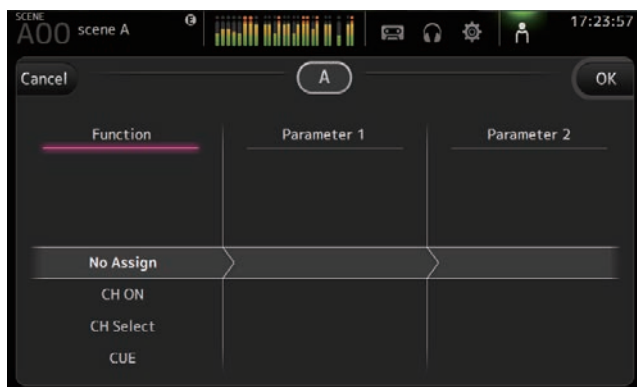 SCENE
A00 scene A E 17:23:57
Cancel A OK
Function Parameter 1 Parameter 2
No Assign
CH ON
CH Select
CUE